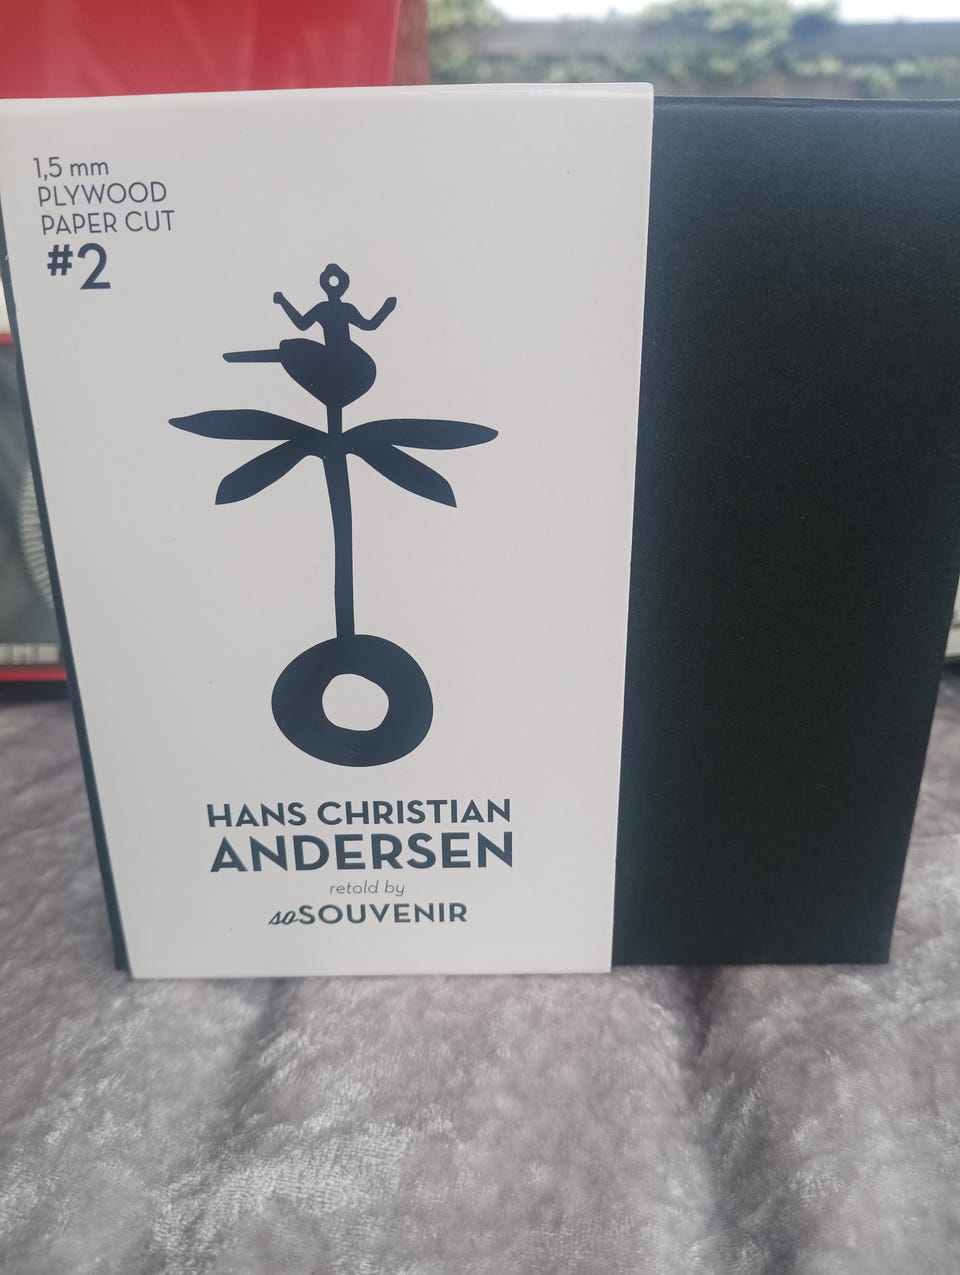 1,5 mm
PLYWOOD
PAPER CUT
#2
HANS CHRISTIAN
ANDERSEN
retold by
soSOUVENIR